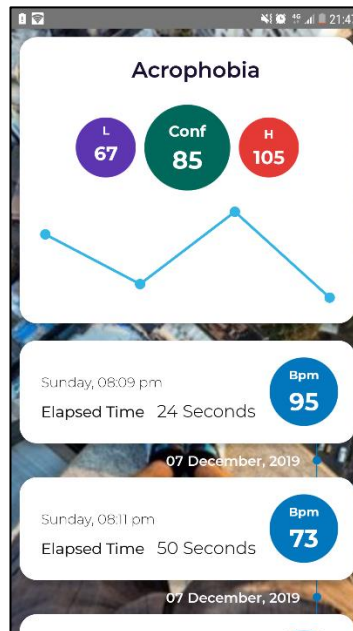 4G 21:47
Acrophobia
L
67
Conf
85
H
105
Sunday, 08:09 pm
Elapsed Time 24 Seconds
Bpm
95
07 December, 2019
Sunday, 08:11 pm
Elapsed Time 50 Seconds
Bpm
73
07 December, 2019